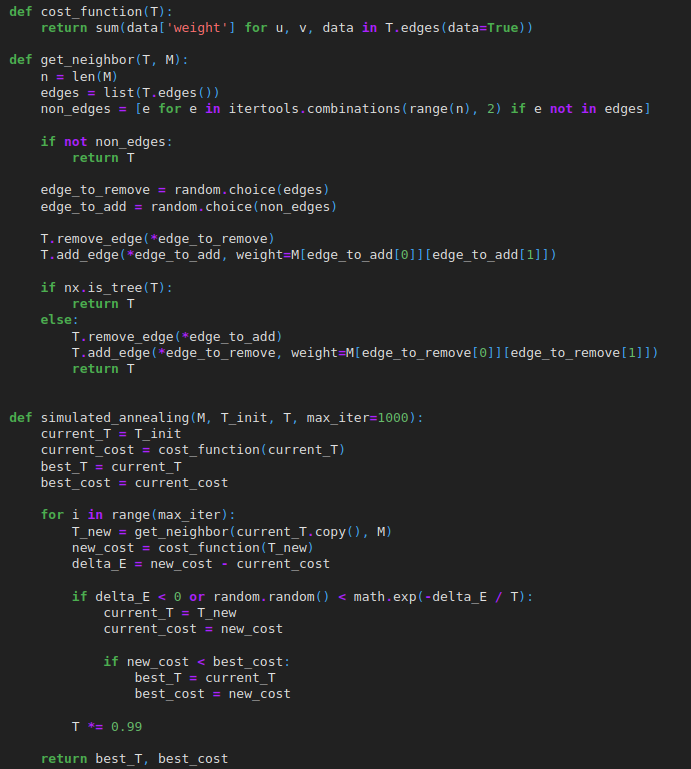 def cost_function(T):
    return sum(data['weight'] for u, v, data in T.edges(data=True))

def get_neighbor(T, M):
    n = len(M)
    edges = list(T.edges())
    non_edges = [e for e in itertools.combinations(range(n), 2) if e not in edges]

    if not non_edges:
        return T

    edge_to_remove = random.choice(edges)
    edge_to_add = random.choice(non_edges)

    T.remove_edge(*edge_to_remove)
    T.add_edge(*edge_to_add, weight=M[edge_to_add[0]][edge_to_add[1]])

    if nx.is_tree(T):
        return T
    else:
        T.remove_edge(*edge_to_add)
        T.add_edge(*edge_to_remove, weight=M[edge_to_remove[0]][edge_to_remove[1]])
        return T


def simulated_annealing(M, T_init, T, max_iter=1000):
    current_T = T_init
    current_cost = cost_function(current_T)
    best_T = current_T
    best_cost = current_cost

    for i in range(max_iter):
        T_new = get_neighbor(current_T.copy(), M)
        new_cost = cost_function(T_new)
        delta_E = new_cost - current_cost

        if delta_E < 0 or random.random() < math.exp(-delta_E / T):
            current_T = T_new
            current_cost = new_cost

            if new_cost < best_cost:
                best_T = current_T
                best_cost = new_cost

        T *= 0.99

    return best_T, best_cost